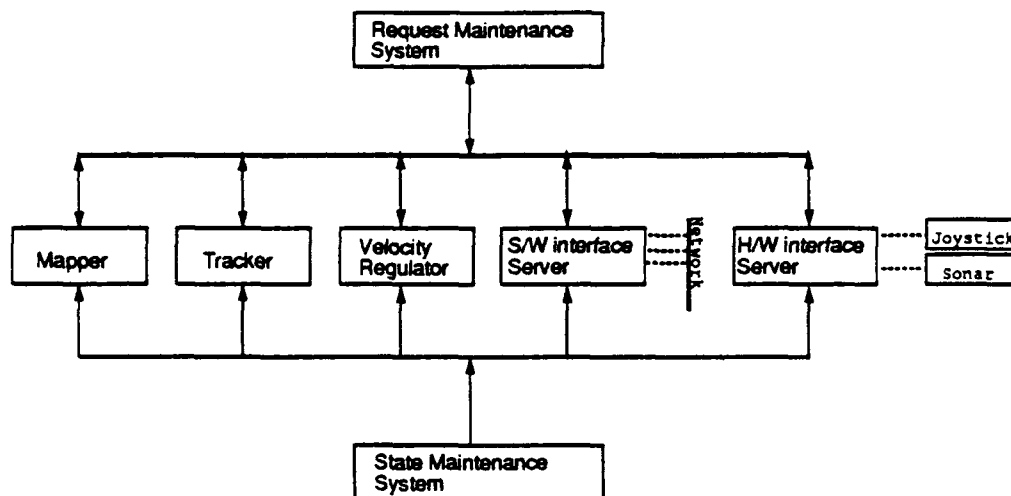 Request Maintenance
System
Mapper
Tracker
Velocity
Regulator
S/W interface
Server
Network
H/W interface
Server
Joystick
Sonar
State Maintenance
System